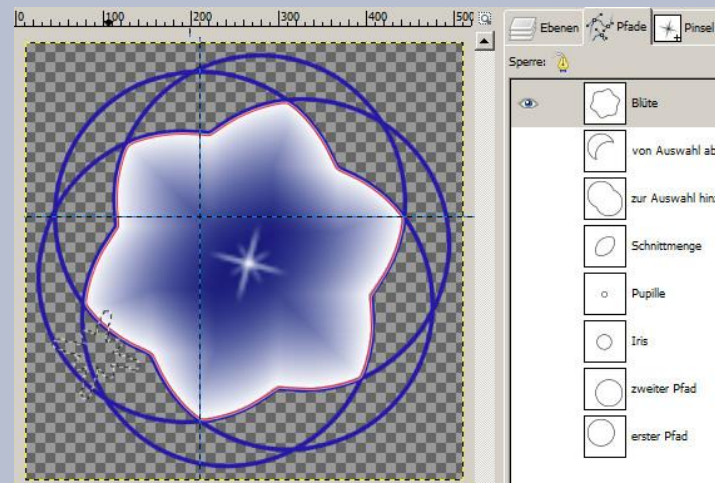 0 100 200 300 400 500
Ebenen Pfade Pinsel
Sperre:
Blüte
von Auswahl ab
zur Auswahl hinz
Schnittmenge
Pupille
Iris
zweiter Pfad
erster Pfad